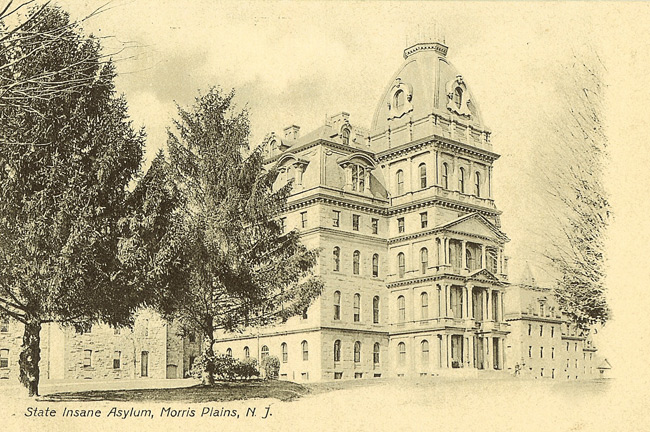 State Insane Asylum, Morris Plains, N. J.